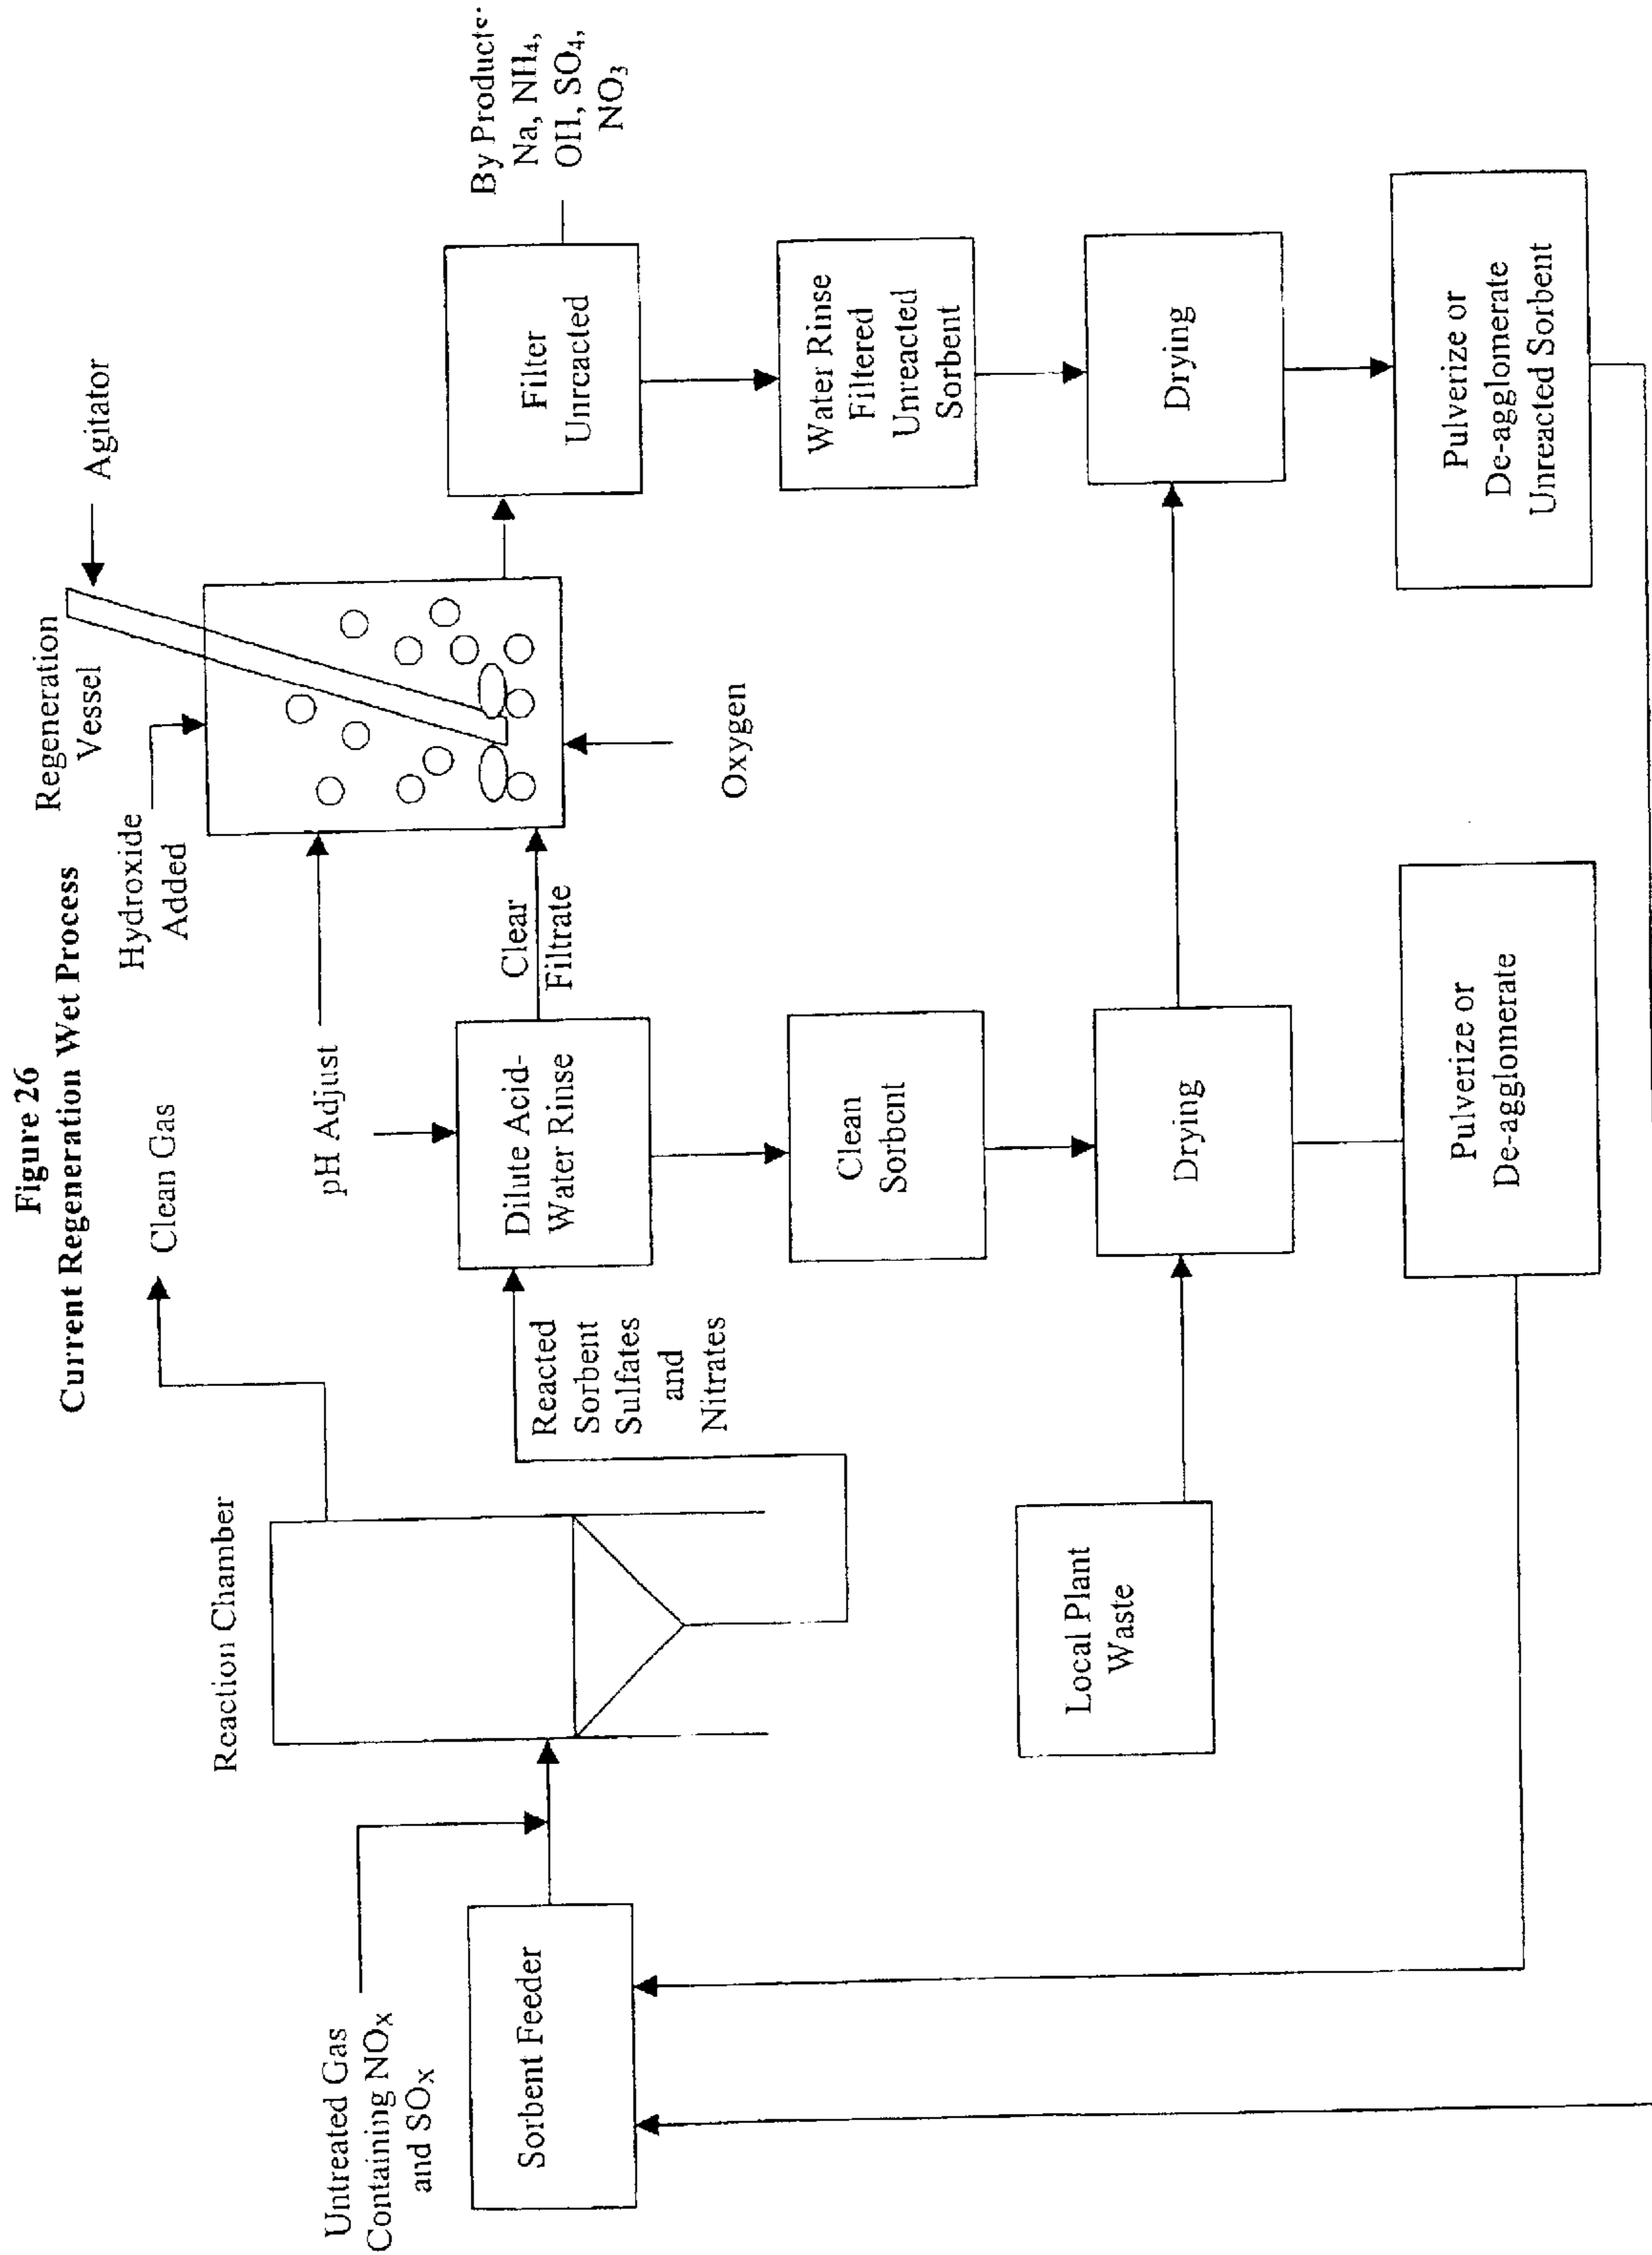 Figure 26
Current Regeneration Wet Process
Untreated Gas
Containing NOX
and SOX
Sorbent Feeder
Reaction Chamber
Clean Gas
Reacted
Sorbent
Sulfates
and
Nitrates
pH Adjust
Dilute Acid-
Water Rinse
Clear
Filtrate
Hydroxide
Added
Regeneration
Vessel
Agitator
Oxygen
Filter
Unreacted
By Products:
Na, NH4,
OH, SO4,
NO3
Clean
Sorbent
Water Rinse
Filtered
Unreacted
Sorbent
Local Plant
Waste
Drying
Drying
Pulverize or
De-agglomerate
Pulverize or
De-agglomerate
Unreacted Sorbent